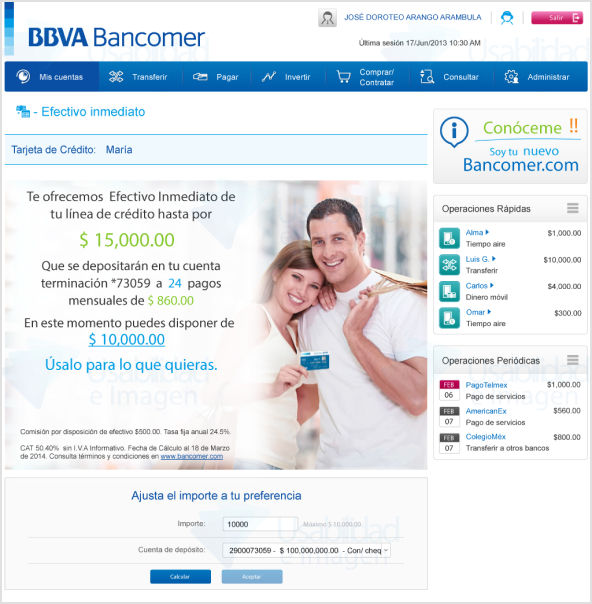 JOSÉ DOROTEO ARANGO ARAMBULA
Salir
BBVA Bancomer
Última sesión 17/Jun/2013 10:30 AM
Mis cuentas
Transferir
Pagar
Invertir
Comprar/
Contratar
Consultar
Administrar
- Efectivo inmediato
Tarjeta de Crédito: María
Te ofrecemos Efectivo Inmediato de
tu línea de crédito hasta por
$ 15,000.00
Que se depositarán en tu cuenta
terminación *73059 a 24 pagos
mensuales de $ 860.00
En este momento puedes disponer de
$ 10,000.00
Úsalo para lo que quieras.
Comisión por disposición de efectivo $500.00. Tasa fija anual 24.5%.
CAT 50.40% sin I.V.A Informativo. Fecha de Cálculo al 18 de Marzo
de 2014. Consulta términos y condiciones en www.bancomer.com
Conóceme !!
Soy tu nuevo
Bancomer.com
Operaciones Rápidas
Alma $1,000.00
Tiempo aire
Luis G. $10,000.00
Transferir
Carlos $4,000.00
Dinero móvil
Omar $300.00
Tiempo aire
Operaciones Periódicas
FEB 06 PagoTelmex $1,000.00
Pago de servicios
FEB 07 AmericanEx $560.00
Pago de servicios
FEB 07 ColegioMéx $800.00
Transferir a otros bancos
Ajusta el importe a tu preferencia
Importe: 10000 Máximo $ 10,000.00
Cuenta de depósito: 2900073059 - $ 100,000,000.00 - Con/ cheq
Calcular
Aceptar
Usabilidad
e Imagen